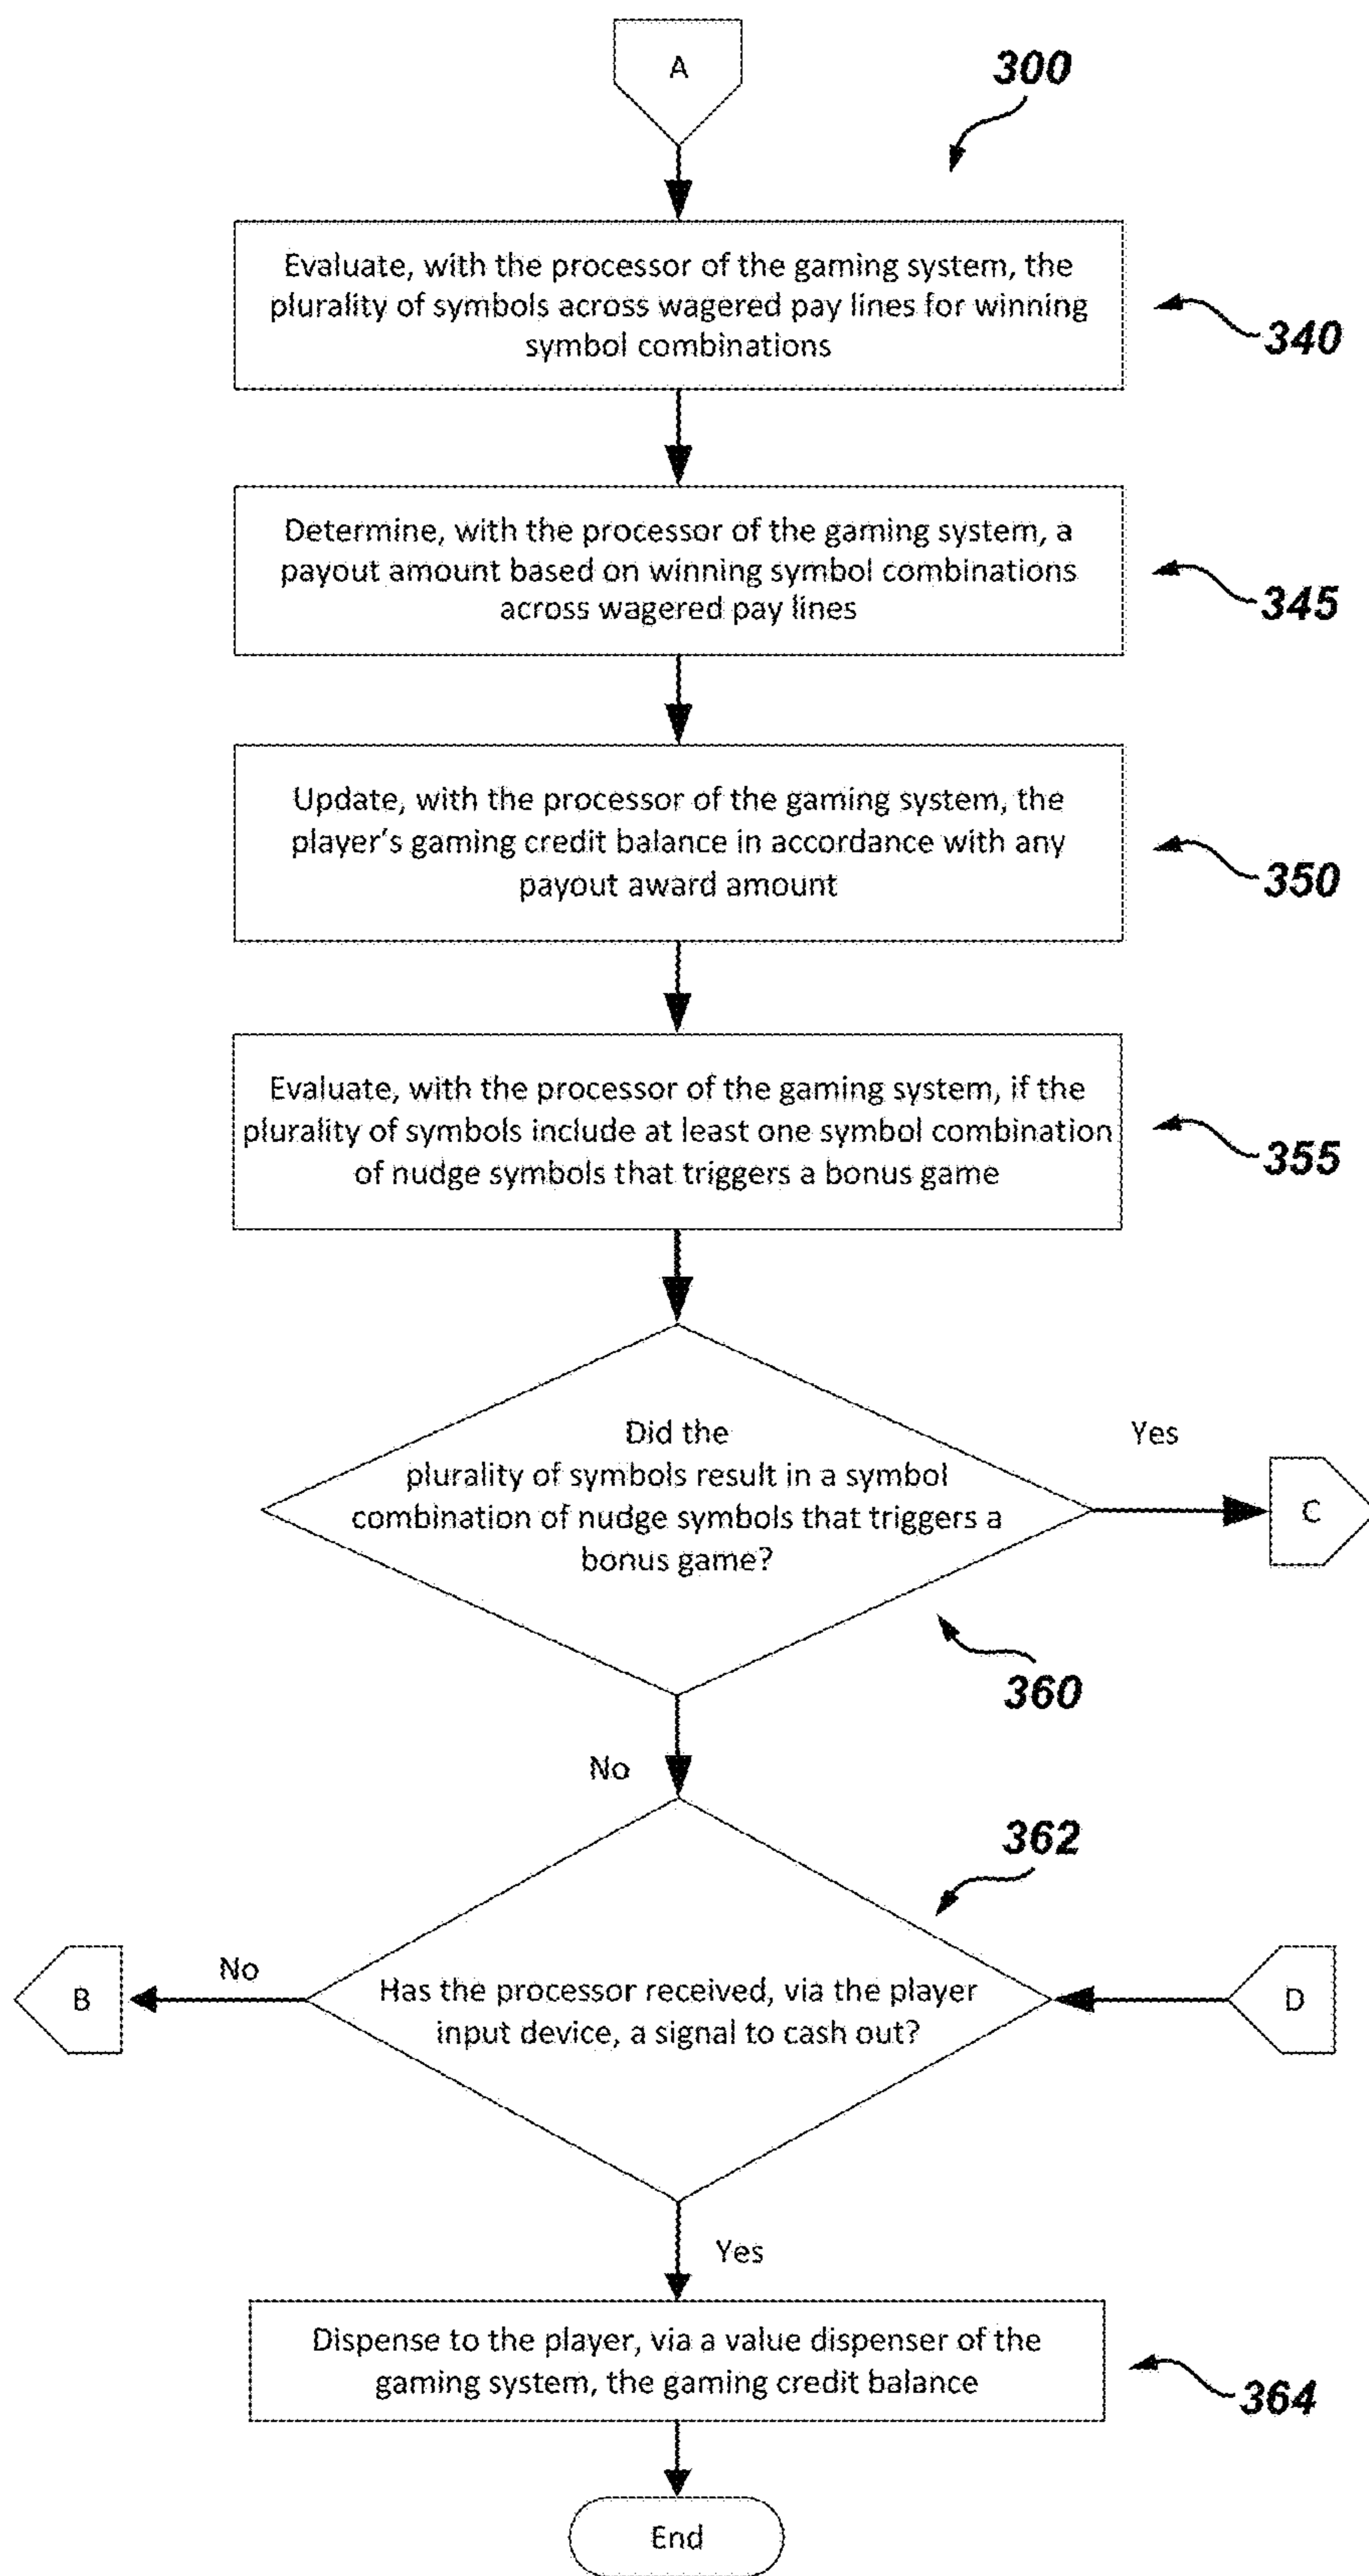 A
300
Evaluate, with the processor of the gaming system, the
plurality of symbols across wagered pay lines for winning
symbol combinations
340
Determine, with the processor of the gaming system, a
payout amount based on winning symbol combinations
across wagered pay lines
345
Update, with the processor of the gaming system, the
player's gaming credit balance in accordance with any
payout award amount
350
Evaluate, with the processor of the gaming system, if the
plurality of symbols include at least one symbol combination
of nudge symbols that triggers a bonus game
355
Did the
plurality of symbols result in a symbol
combination of nudge symbols that triggers a
bonus game?
Yes
C
360
No
362
Has the processor received, via the player
input device, a signal to cash out?
No
B
D
Yes
Dispense to the player, via a value dispenser of the
gaming system, the gaming credit balance
364
End